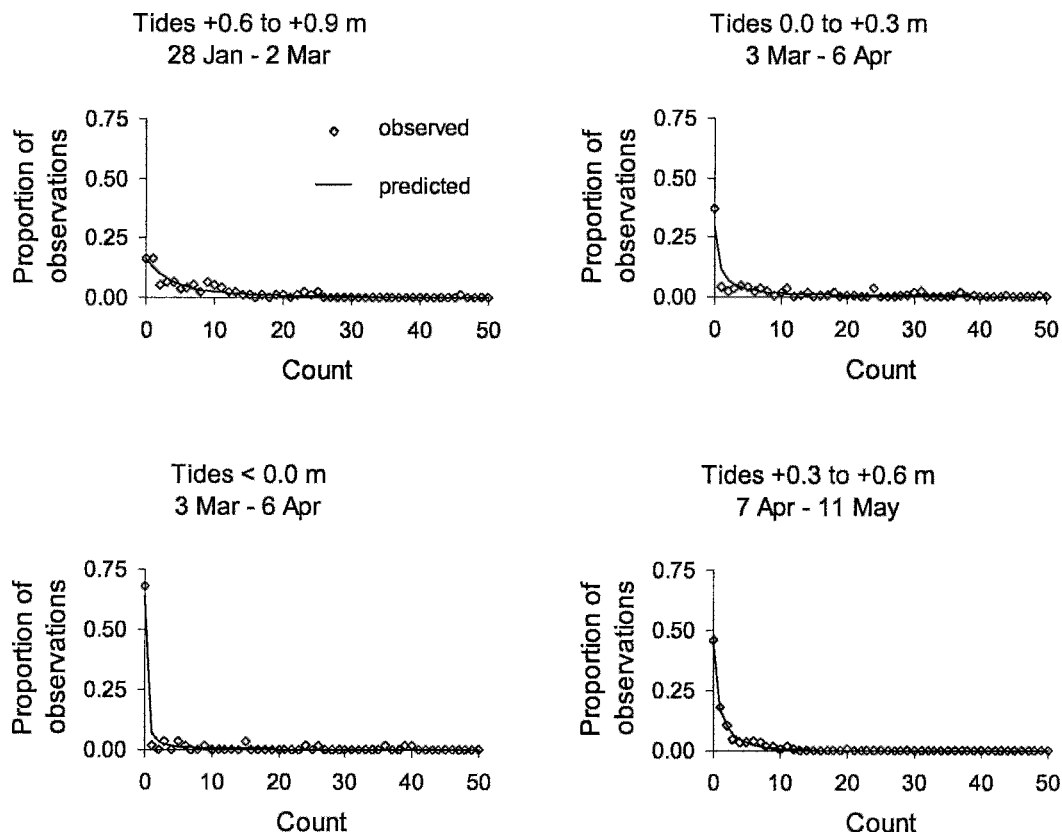 Tides +0.6 to +0.9 m
28 Jan - 2 Mar
Proportion of
observations
0.75
0.50
0.25
0.00
observed
predicted
0 10 20 30 40 50
Count
Tides 0.0 to +0.3 m
3 Mar - 6 Apr
Proportion of
observations
0.75
0.50
0.25
0.00
0 10 20 30 40 50
Count
Tides < 0.0 m
3 Mar - 6 Apr
Proportion of
observations
0.75
0.50
0.25
0.00
0 10 20 30 40 50
Count
Tides +0.3 to +0.6 m
7 Apr - 11 May
Proportion of
observations
0.75
0.50
0.25
0.00
0 10 20 30 40 50
Count